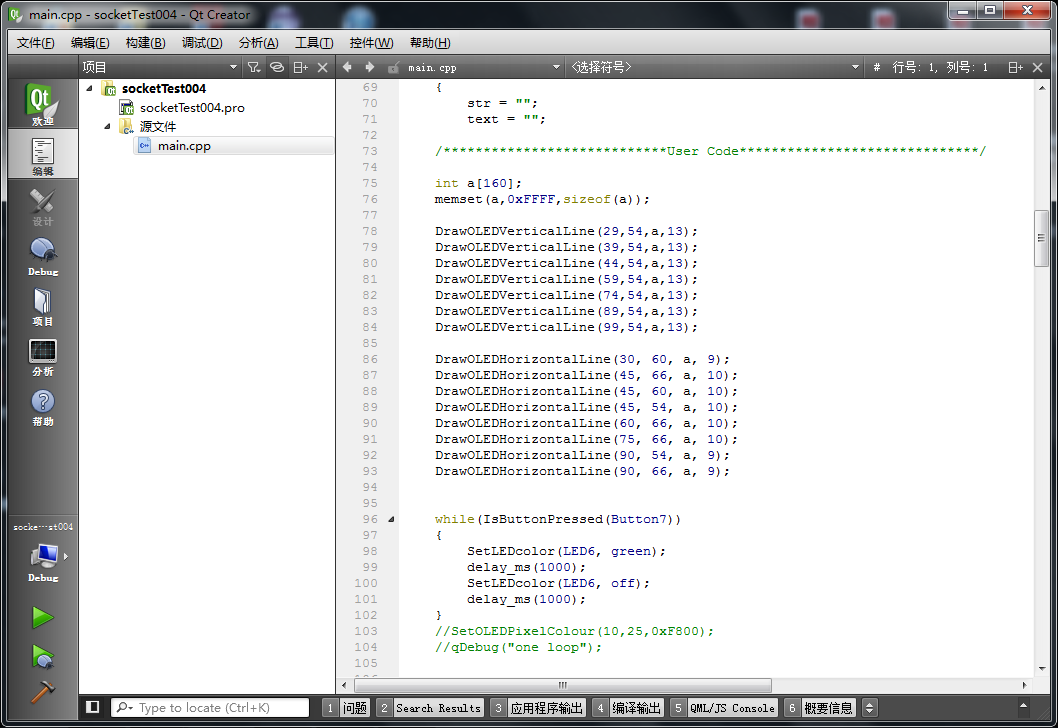 main.cpp - socketTest004 - Qt Creator
文件(F) 编辑(E) 构建(B) 调试(D) 分析(A) 工具(T) 控件(W) 帮助(H)
项目 main.cpp <选择符号> # 行号: 1, 列号: 1
socketTest004
socketTest004.pro
源文件
main.cpp
Qt
欢迎
编辑
设计
Debug
项目
分析
帮助
socke···st004
Debug
69 {
70 str = "";
71 text = "";
72
73 /****************************User Code******************************/
74
75 int a[160];
76 memset(a,0xFFFF,sizeof(a));
77
78 DrawOLEDVerticalLine(29,54,a,13);
79 DrawOLEDVerticalLine(39,54,a,13);
80 DrawOLEDVerticalLine(44,54,a,13);
81 DrawOLEDVerticalLine(59,54,a,13);
82 DrawOLEDVerticalLine(74,54,a,13);
83 DrawOLEDVerticalLine(89,54,a,13);
84 DrawOLEDVerticalLine(99,54,a,13);
85
86 DrawOLEDHorizontalLine(30, 60, a, 9);
87 DrawOLEDHorizontalLine(45, 66, a, 10);
88 DrawOLEDHorizontalLine(45, 60, a, 10);
89 DrawOLEDHorizontalLine(45, 54, a, 10);
90 DrawOLEDHorizontalLine(60, 66, a, 10);
91 DrawOLEDHorizontalLine(75, 66, a, 10);
92 DrawOLEDHorizontalLine(90, 54, a, 9);
93 DrawOLEDHorizontalLine(90, 66, a, 9);
94
95
96 while(IsButtonPressed(Button7))
97 {
98 SetLEDcolor(LED6, green);
99 delay_ms(1000);
100 SetLEDcolor(LED6, off);
101 delay_ms(1000);
102 }
103 //SetOLEDPixelColour(10,25,0xF800);
104 //qDebug("one loop");
105
Type to locate (Ctrl+K) 1 问题 2 Search Results 3 应用程序输出 4 编译输出 5 QML/JS Console 6 概要信息